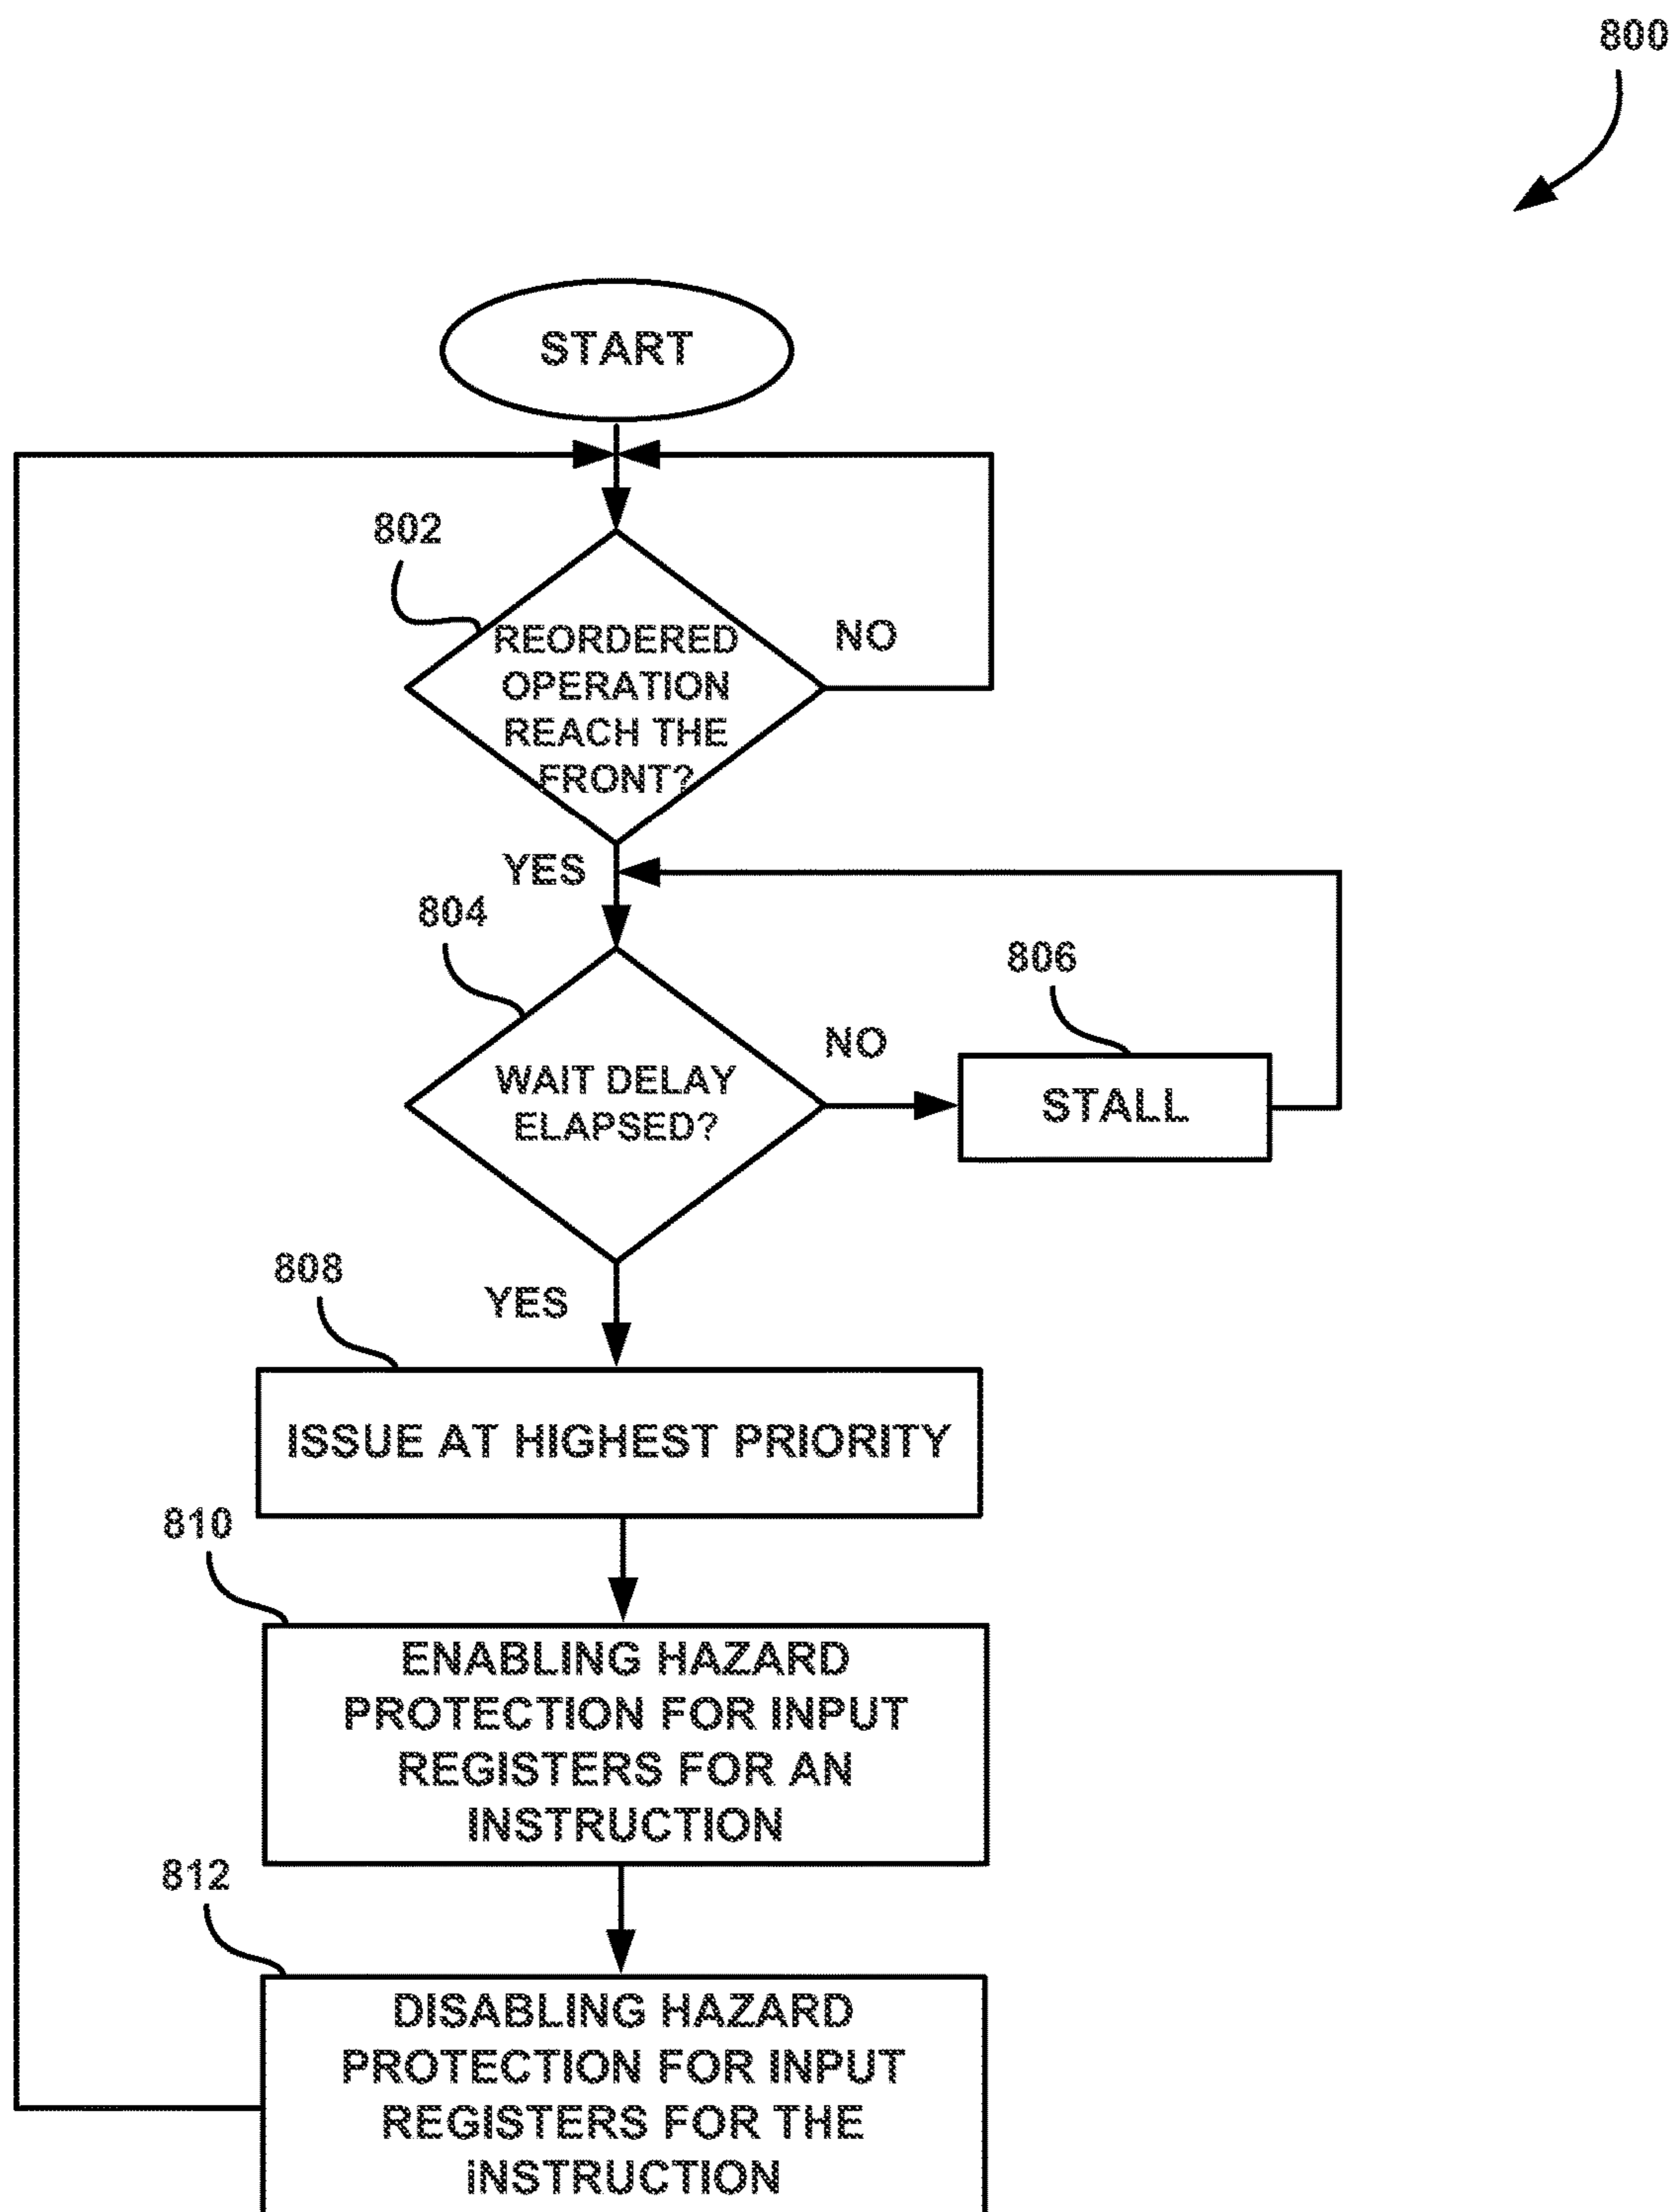 800
START
802
REORDERED
OPERATION
REACH THE
FRONT?
NO
YES
804
WAIT DELAY
ELAPSED?
NO
806
STALL
YES
808
ISSUE AT HIGHEST PRIORITY
810
ENABLING HAZARD
PROTECTION FOR INPUT
REGISTERS FOR AN
INSTRUCTION
812
DISABLING HAZARD
PROTECTION FOR INPUT
REGISTERS FOR THE
iNSTRUCTION